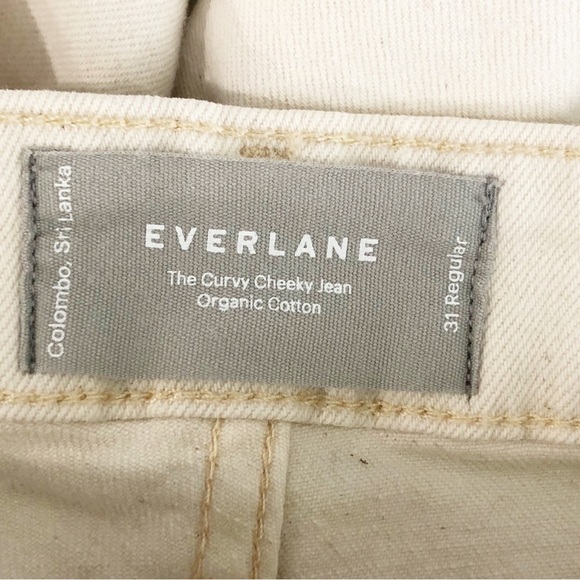 Colombo, Sri Lanka
EVERLANE
The Curvy Cheeky Jean
Organic Cotton
31 Regular